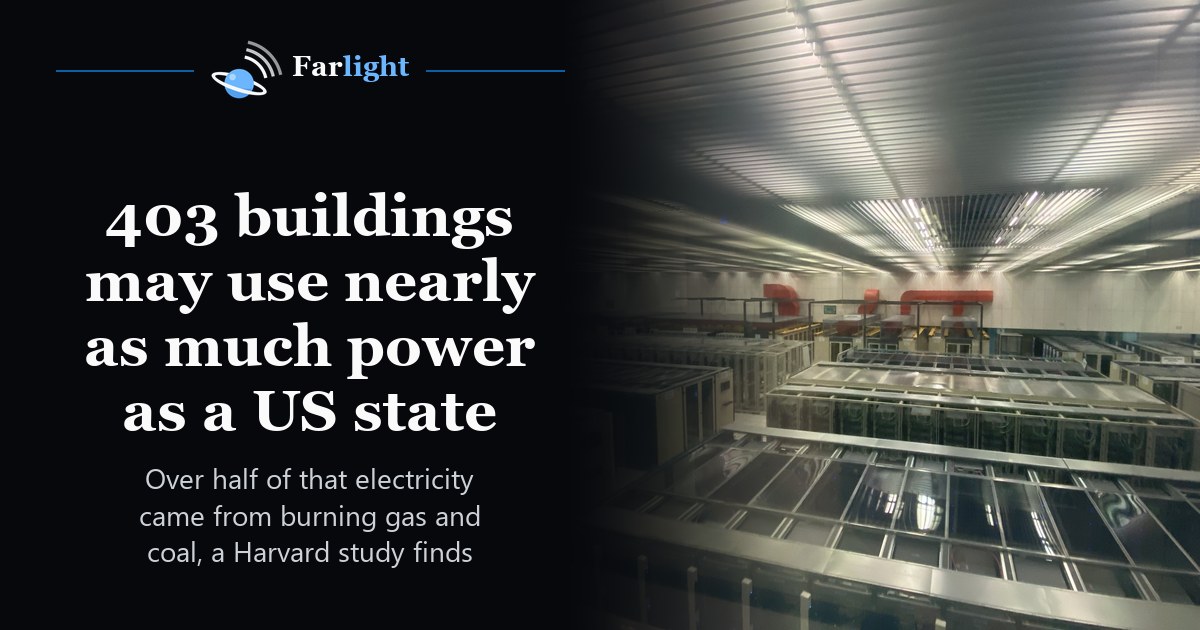 Farlight
403 buildings
may use nearly
as much power
as a US state
Over half of that electricity
came from burning gas and
coal, a Harvard study finds